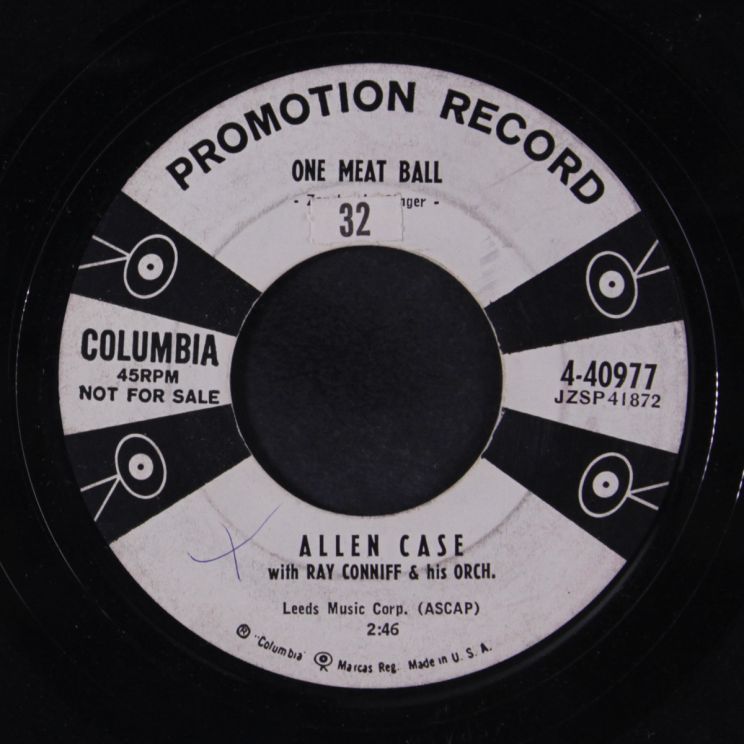 PROMOTION RECORD
ONE MEAT BALL
32
COLUMBIA
45RPM
NOT FOR SALE
4-40977
JZSP41872
ALLEN CASE
with RAY CONNIFF & his ORCH.
Leeds Music Corp. (ASCAP)
2:46
® "Columbia" Marcas Reg. Made in U. S. A.